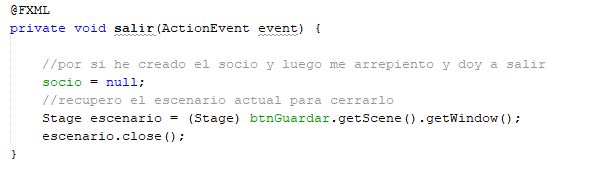 @FXML
private void salir(ActionEvent event) {
//por si he creado el socio y luego me arrepiento y doy a salir
socio = null;
//recupero el escenario actual para cerrarlo
Stage escenario = (Stage) btnGuardar.getScene().getWindow();
escenario.close();
}